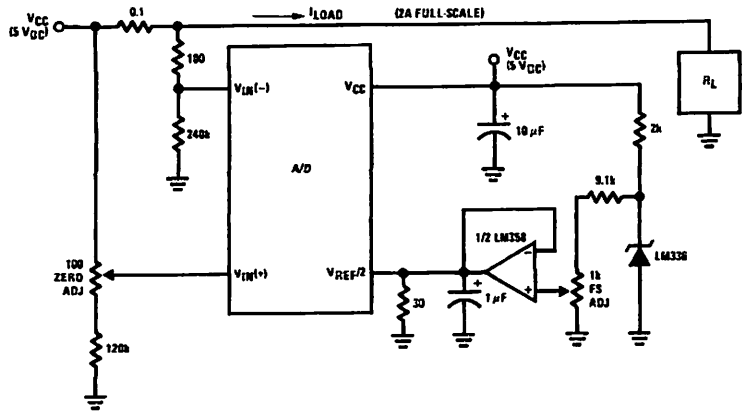 VCC
(5 VDC)
0.1
ILOAD
(2A FULL-SCALE)
100
VIN(−)
240k
A/D
VCC
VCC
(5 VDC)
10 µF
RL
2k
9.1k
LM336
1k
FS
ADJ
1/2 LM358
−
+
1 µF
30
VREF/2
VIN(+)
100
ZERO
ADJ
120k